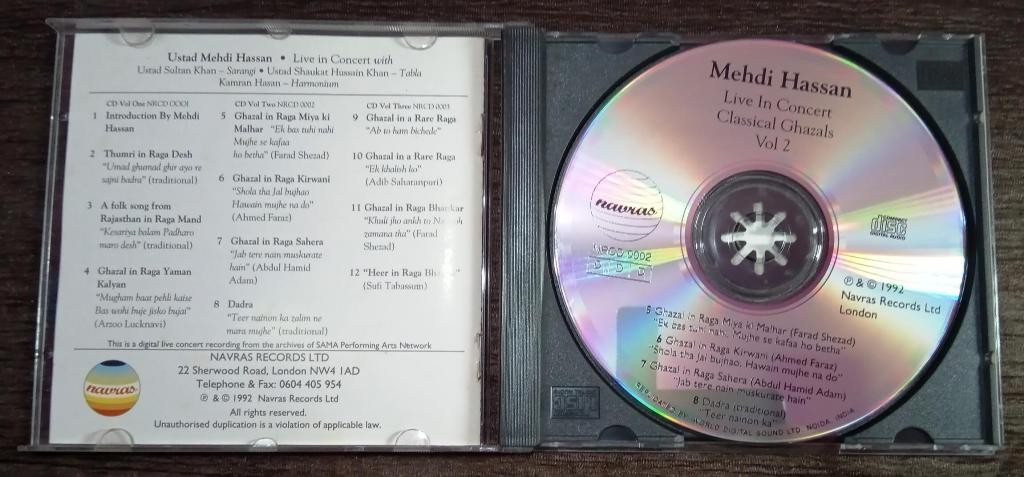 Ustad Mehdi Hassan • Live in Concert with
Ustad Sultan Khan – Sarangi • Ustad Shaukat Hussain Khan – Tabla
Kamran Hasan – Harmonium
CD Vol One NRCD 0001
1 Introduction By Mehdi
Hassan
2 Thumri in Raga Desh
"Umad ghumad ghir ayo re
sajni badra" (traditional)
3 A folk song from
Rajasthan in Raga Mand
"Kesariya balam Padharo
maro desh" (traditional)
4 Ghazal in Raga Yaman
Kalyan
"Mugham baat pehli kaise
Bas wohi buje jisko bujai"
(Arzoo Lucknavi)
CD Vol Two NRCD 0002
5 Ghazal in Raga Miya ki
Malhar "Ek bas tuhi nahi
Mujhe se kafaa
ho betha" (Farad Shezad)
6 Ghazal in Raga Kirwani
"Shola tha Jal bujhao
Hawain mujhe na do"
(Ahmed Faraz)
7 Ghazal in Raga Sahera
"Jab tere nain muskurate
hain" (Abdul Hamid
Adam)
8 Dadra
"Teer nainon ka zalim ne
mara mujhe" (traditional)
CD Vol Three NRCD 0003
9 Ghazal in a Rare Raga
"Ab to ham bichede"
10 Ghazal in a Rare Raga
"Ek khalish ko"
(Adib Saharanpuri)
11 Ghazal in Raga Bhankar
"Khuli jho ankh to
zamana tha" (Farad
Shezad)
12 "Heer in Raga
(Sufi Tabassum)
This is a digital live concert recording from the archives of SAMA Performing Arts Network
navras
NAVRAS RECORDS LTD
22 Sherwood Road, London NW4 1AD
Telephone & Fax: 0604 405 954
℗ & © 1992 Navras Records Ltd
All rights reserved.
Unauthorised duplication is a violation of applicable law.
Mehdi Hassan
Live In Concert
Classical Ghazals
Vol 2
navras
NRCD 0002
D D D
COMPACT
disc
DIGITAL AUDIO
℗ & © 1992
Navras Records Ltd
London
5 Ghazal in Raga Miya ki Malhar (Farad Shezad)
"Ek bas tuhi nahi. Mujhe se kafaa ho betha"
6 Ghazal in Raga Kirwani (Ahmed Faraz)
"Shola tha Jal bujhao. Hawain mujhe na do"
7 Ghazal in Raga Sahera (Abdul Hamid Adam)
"Jab tere nain muskurate hain"
8 Dadra (traditional)
"Teer nainon ka"
BY WORLD DIGITAL SOUND LTD. NOIDA, INDIA